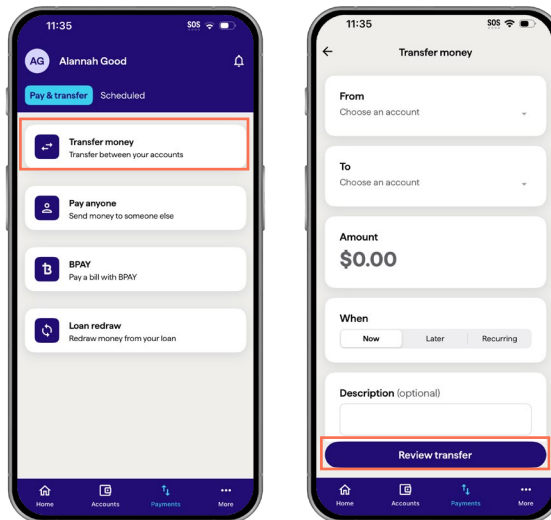 11:35
SOS
AG
Alannah Good
Pay & transfer
Scheduled
Transfer money
Transfer between your accounts
Pay anyone
Send money to someone else
BPAY
Pay a bill with BPAY
Loan redraw
Redraw money from your loan
Home
Accounts
Payments
More
11:35
SOS
Transfer money
From
Choose an account
To
Choose an account
Amount
$0.00
When
Now
Later
Recurring
Description (optional)
Review transfer
Home
Accounts
Payments
More